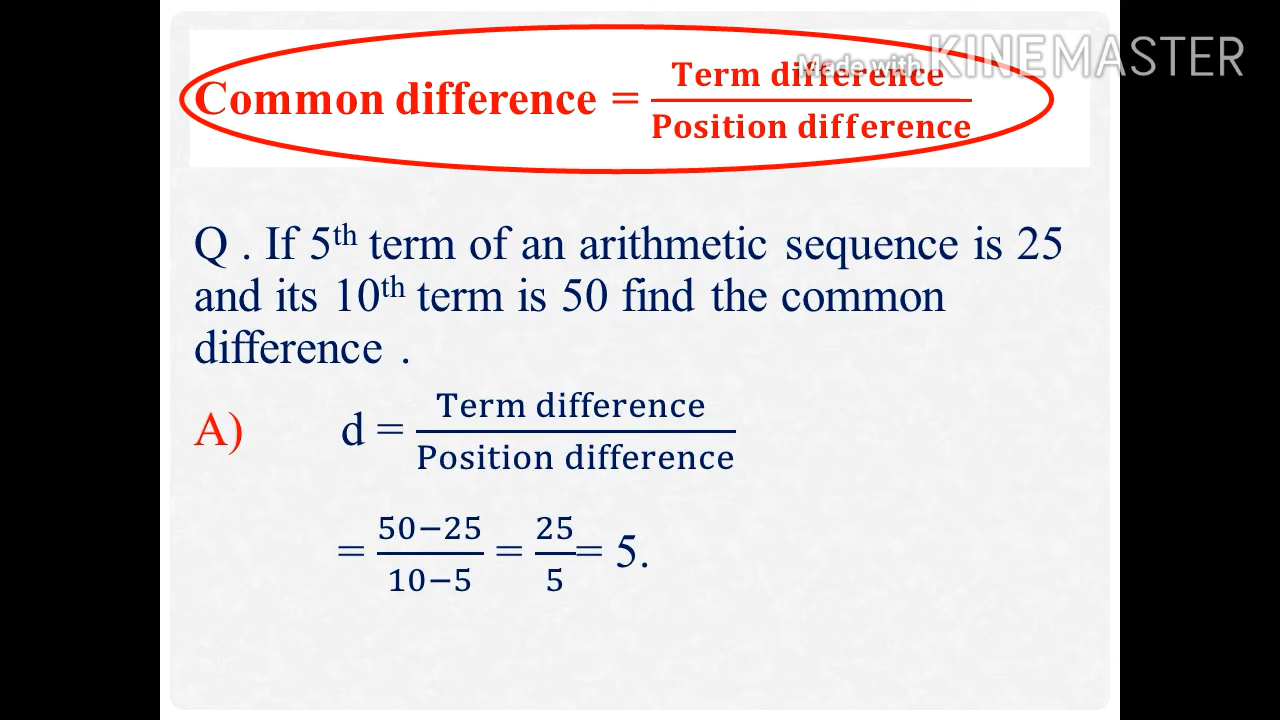 Made with KINEMASTER
Common difference = Term difference / Position difference
Q . If 5th term of an arithmetic sequence is 25
and its 10th term is 50 find the common
difference .
A) d = Term difference / Position difference
= 50−25 / 10−5 = 25 / 5 = 5.